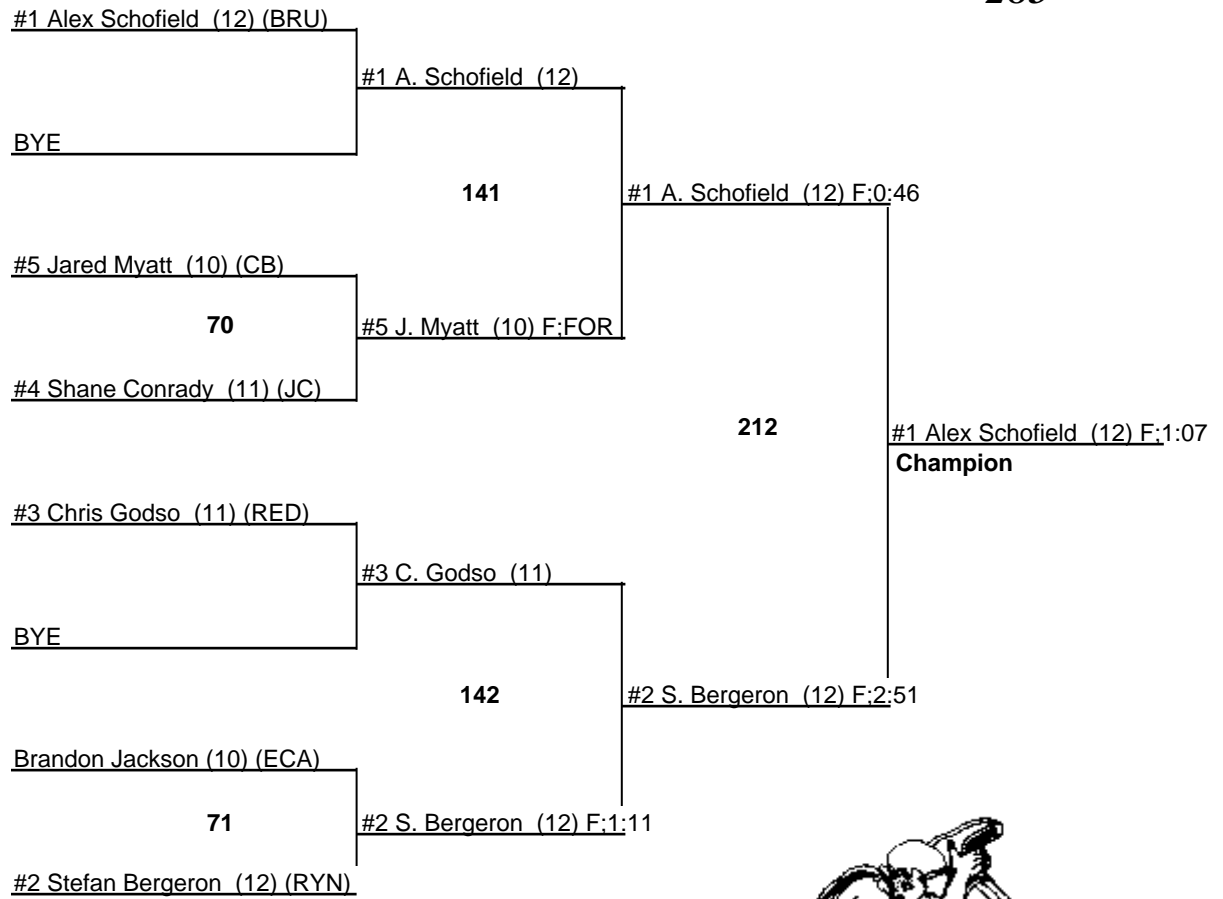 #1 Alex Schofield (12) (BRU)
#1 A. Schofield (12)
BYE
141
#1 A. Schofield (12) F;0:46
#5 Jared Myatt (10) (CB)
70
#5 J. Myatt (10) F;FOR
#4 Shane Conrady (11) (JC)
212
#1 Alex Schofield (12) F;1:07
Champion
#3 Chris Godso (11) (RED)
#3 C. Godso (11)
BYE
142
#2 S. Bergeron (12) F;2:51
Brandon Jackson (10) (ECA)
71
#2 S. Bergeron (12) F;1:11
#2 Stefan Bergeron (12) (RYN)